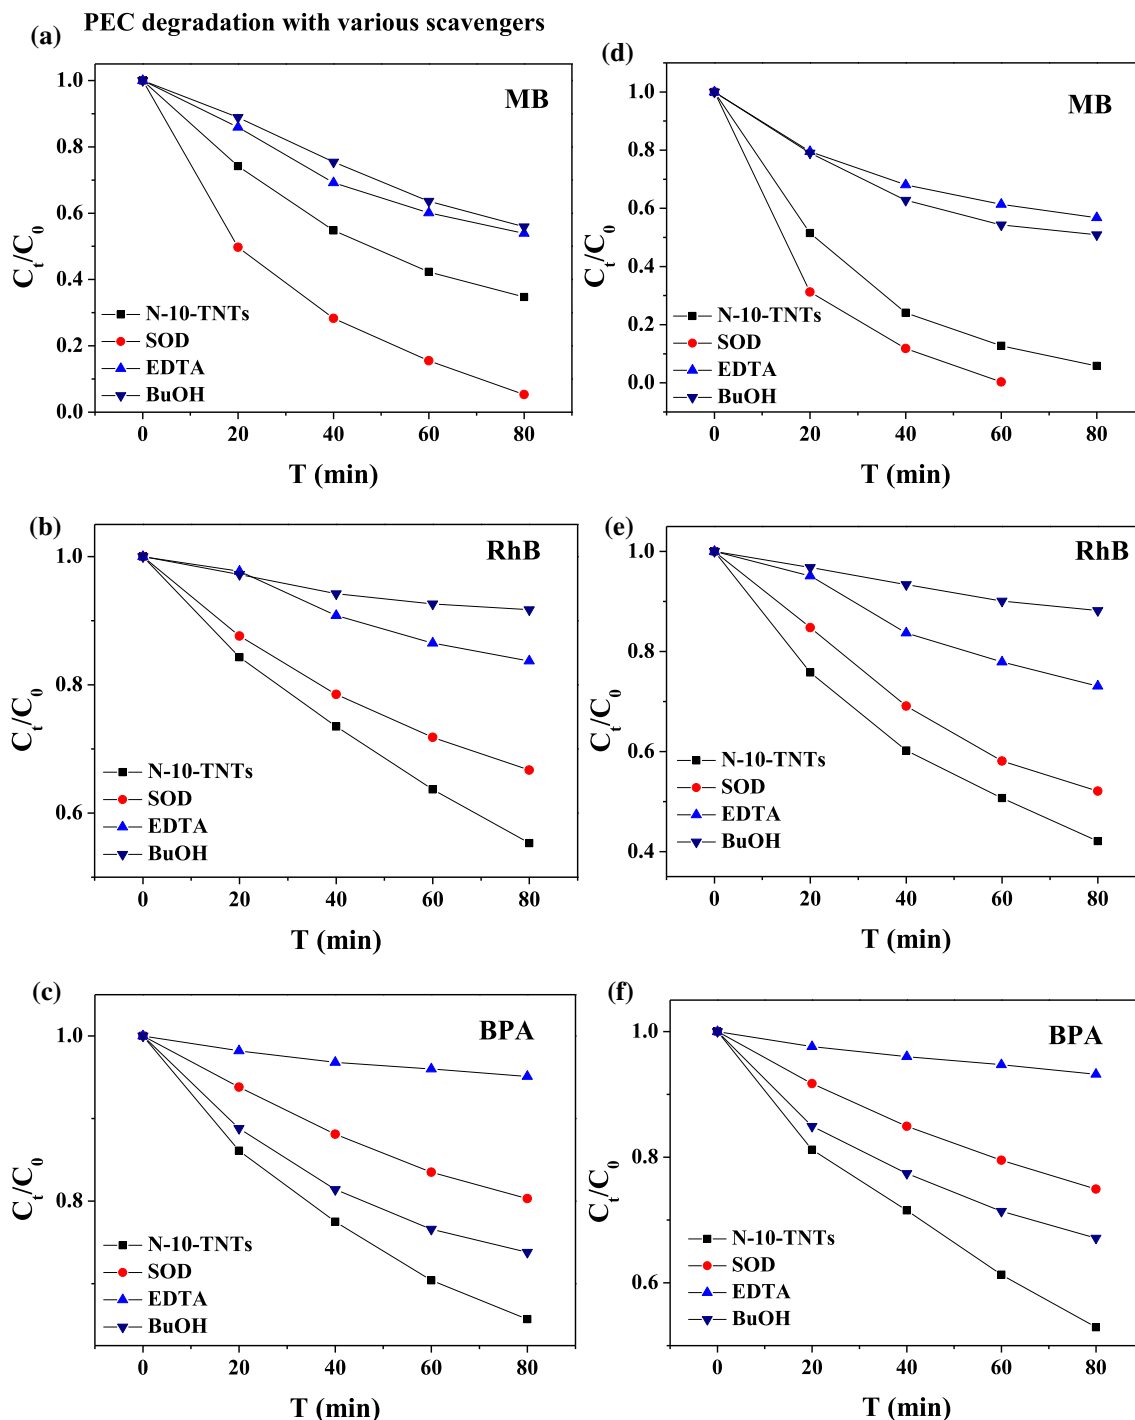 PEC degradation with various scavengers
(a)
MB
1.0
0.8
0.6
0.4
0.2
0.0
C_t/C_0
N-10-TNTs
SOD
EDTA
BuOH
0 20 40 60 80
T (min)
(d)
MB
1.0
0.8
0.6
0.4
0.2
0.0
C_t/C_0
N-10-TNTs
SOD
EDTA
BuOH
0 20 40 60 80
T (min)
(b)
RhB
1.0
0.8
0.6
C_t/C_0
N-10-TNTs
SOD
EDTA
BuOH
0 20 40 60 80
T (min)
(e)
RhB
1.0
0.8
0.6
0.4
C_t/C_0
N-10-TNTs
SOD
EDTA
BuOH
0 20 40 60 80
T (min)
(c)
BPA
1.0
0.8
C_t/C_0
N-10-TNTs
SOD
EDTA
BuOH
0 20 40 60 80
T (min)
(f)
BPA
1.0
0.8
0.6
C_t/C_0
N-10-TNTs
SOD
EDTA
BuOH
0 20 40 60 80
T (min)